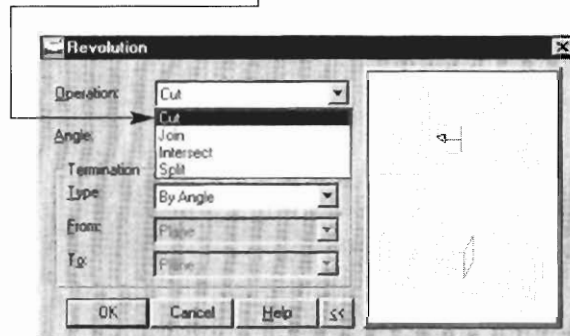 Revolution
Operation: Cut
Cut
Angle: Join
Intersect
Termination Split
Type: By Angle
From: Plane
To: Plane
OK Cancel Help <<